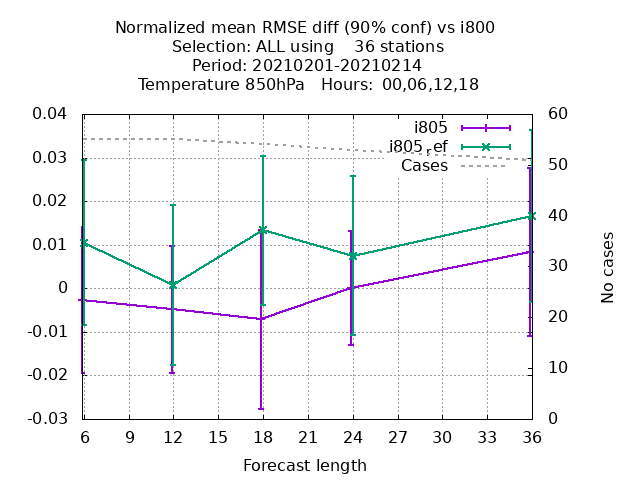 Normalized mean RMSE diff (90% conf) vs i800
Selection: ALL using    36 stations
Period: 20210201-20210214
Temperature 850hPa   Hours:  00,06,12,18
i805
i805_ef
Cases
0.04
0.03
0.02
0.01
0
-0.01
-0.02
-0.03
60
50
40
30
20
10
0
No cases
6 9 12 15 18 21 24 27 30 33 36
Forecast length